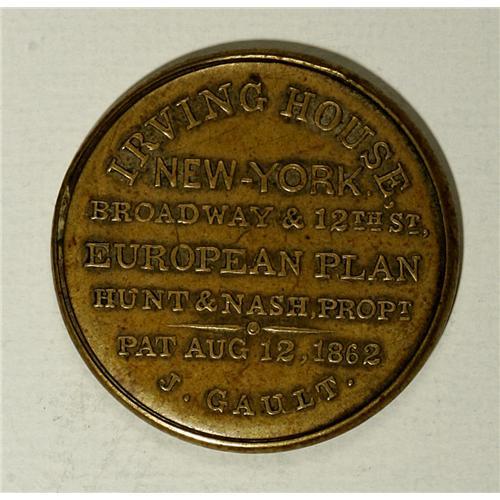 IRVING HOUSE,
NEW-YORK,
BROADWAY & 12TH ST,
EUROPEAN PLAN
HUNT & NASH, PROPT
PAT AUG 12, 1862
J. GAULT.